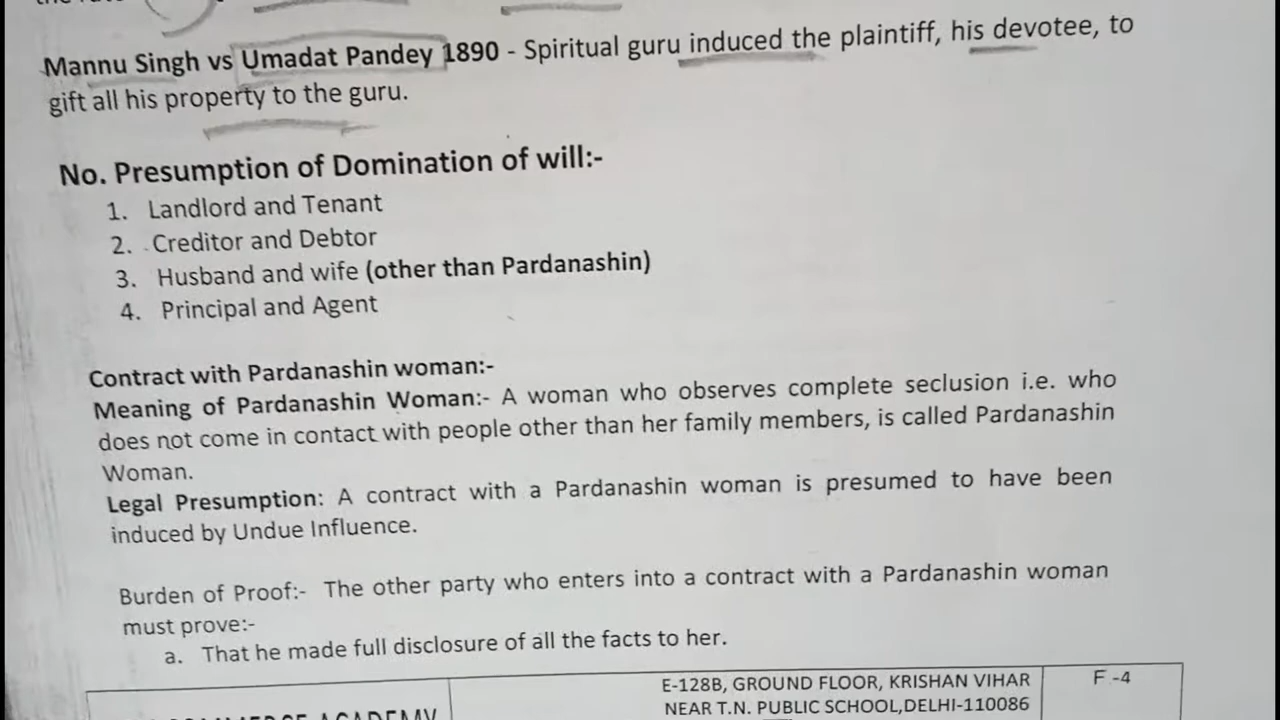 Mannu Singh vs Umadat Pandey 1890 - Spiritual guru induced the plaintiff, his devotee, to
gift all his property to the guru.
No. Presumption of Domination of will:-
1. Landlord and Tenant
2. Creditor and Debtor
3. Husband and wife (other than Pardanashin)
4. Principal and Agent
Contract with Pardanashin woman:-
Meaning of Pardanashin Woman:- A woman who observes complete seclusion i.e. who
does not come in contact with people other than her family members, is called Pardanashin
Woman.
Legal Presumption: A contract with a Pardanashin woman is presumed to have been
induced by Undue Influence.
Burden of Proof:- The other party who enters into a contract with a Pardanashin woman
must prove:-
a. That he made full disclosure of all the facts to her.
E-128B, GROUND FLOOR, KRISHAN VIHAR
NEAR T.N. PUBLIC SCHOOL,DELHI-110086
F -4
ACADEMY